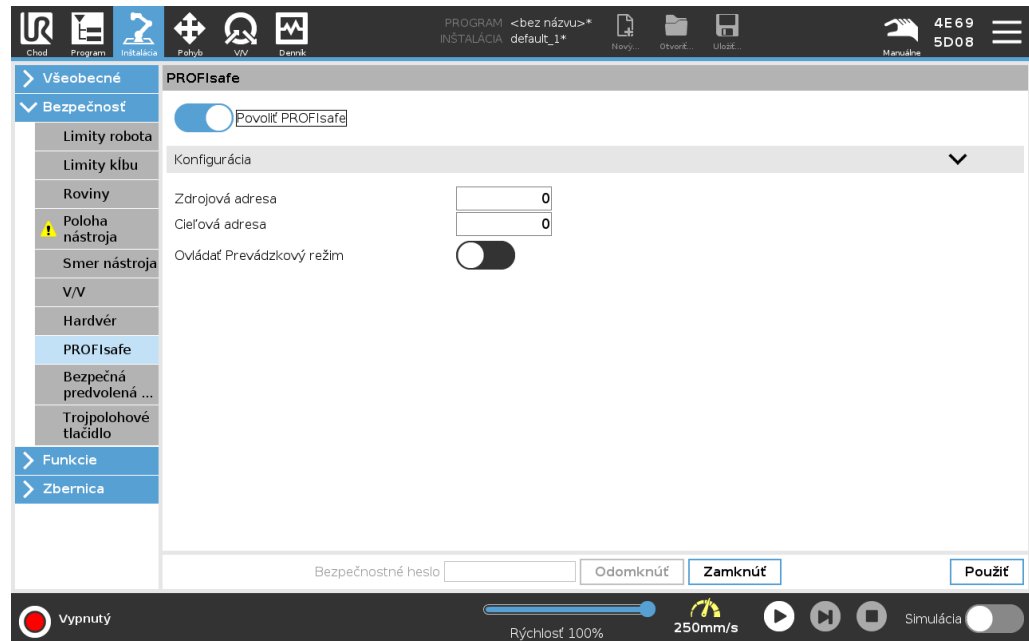 PROGRAM <bez názvu>*
INŠTALÁCIA default_1*
Chod
Program
Inštalácia
Pohyb
V/V
Denník
Nový...
Otvoriť...
Uložiť...
Manuálne
4E69
5D08
Všeobecné
Bezpečnosť
Limity robota
Limity kĺbu
Roviny
Poloha
nástroja
Smer nástroja
V/V
Hardvér
PROFIsafe
Bezpečná
predvolená ...
Trojpolohové
tlačidlo
Funkcie
Zbernica
PROFIsafe
Povoliť PROFIsafe
Konfigurácia
Zdrojová adresa 0
Cieľová adresa 0
Ovládať Prevádzkový režim
Bezpečnostné heslo
Odomknúť
Zamknúť
Použiť
Vypnutý
Rýchlosť 100%
250mm/s
Simulácia